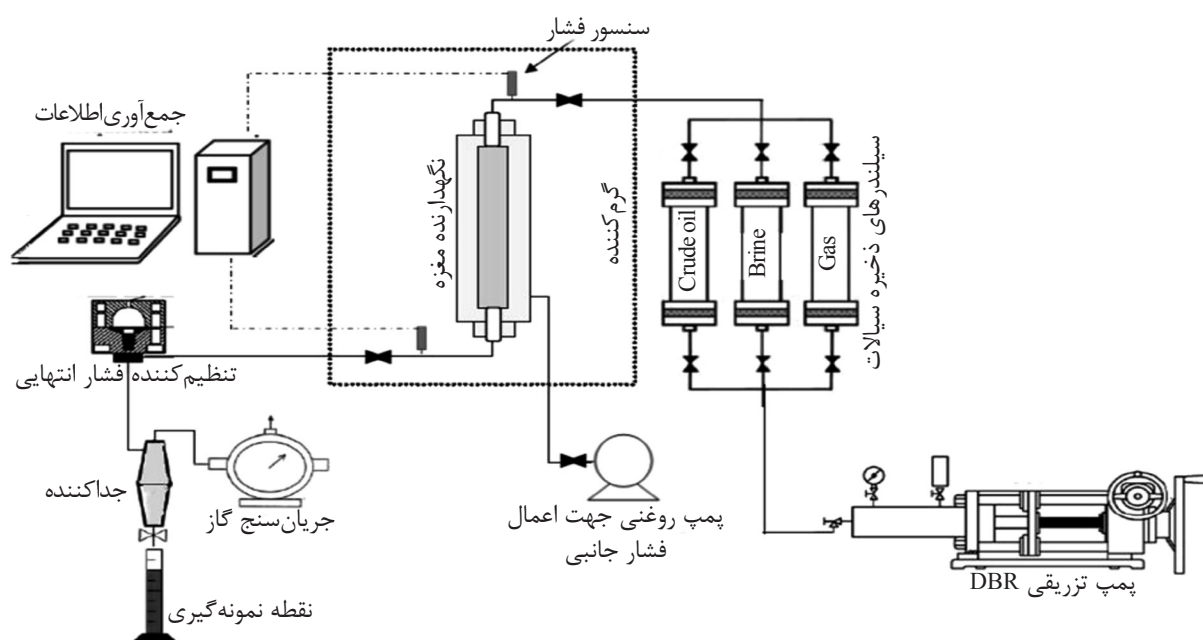 سنسور فشار
جمع‌آوری اطلاعات
نگهدارنده مغزه
گرم‌کننده
Crude oil
Brine
Gas
سیلندرهای ذخیره سیالات
تنظیم‌کننده فشار انتهایی
جداکننده
جریان‌سنج گاز
پمپ روغنی جهت اعمال
فشار جانبی
پمپ تزریقی DBR
نقطه نمونه‌گیری